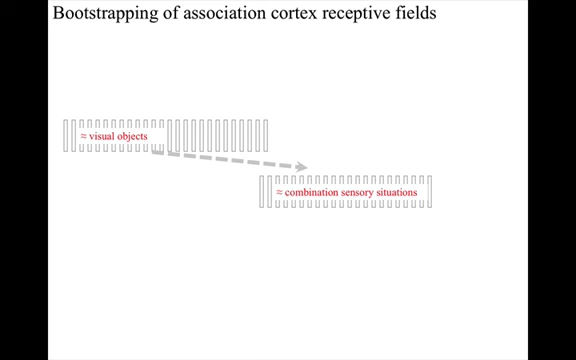 Bootstrapping of association cortex receptive fields
≈ visual objects
≈ combination sensory situations